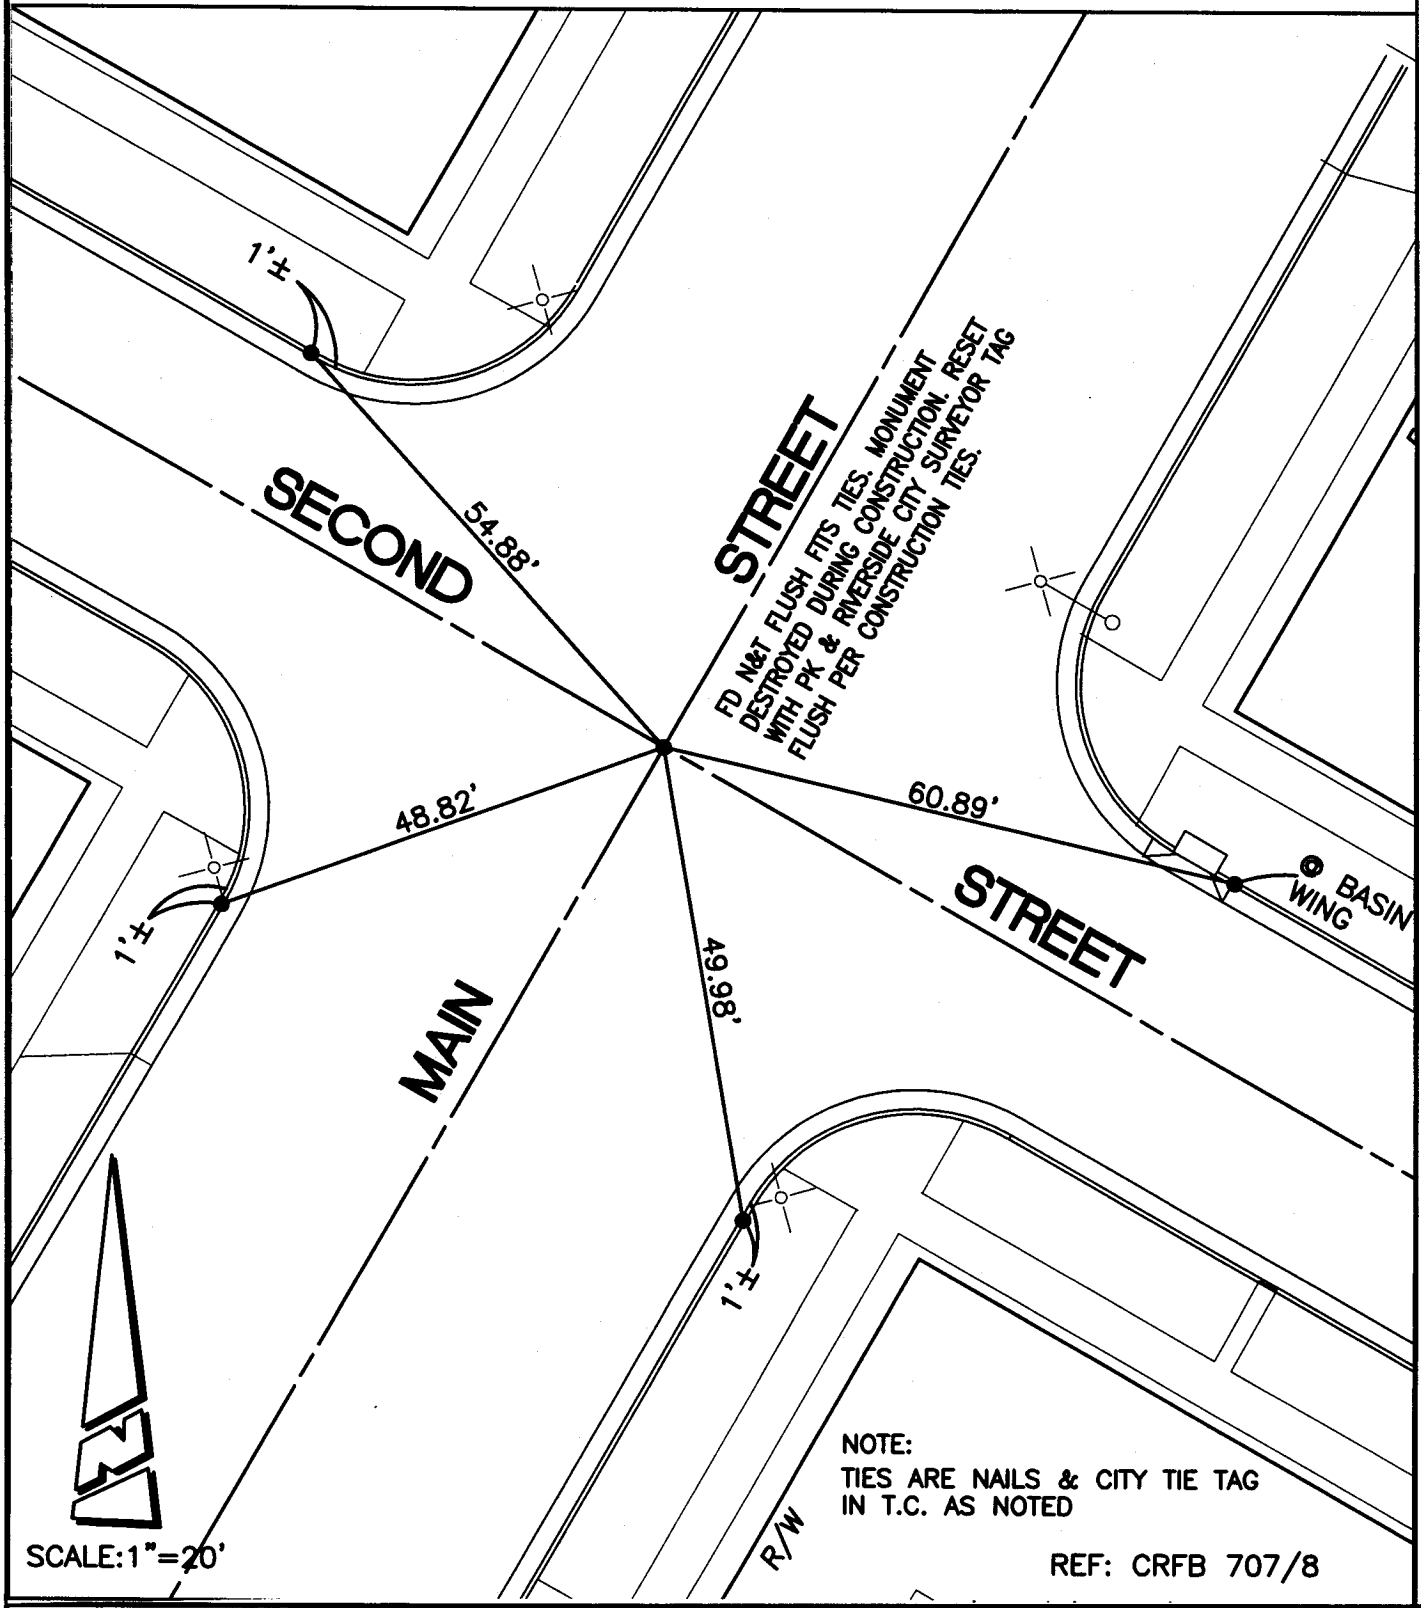 1'±
SECOND
54.88'
STREET
FD N&T FLUSH FITS TIES. MONUMENT
DESTROYED DURING CONSTRUCTION. RESET
WITH PK & RIVERSIDE CITY SURVEYOR TAG
FLUSH PER CONSTRUCTION TIES.
48.82'
60.89'
1'±
STREET
BASIN
WING
49.98'
MAIN
1'±
N
SCALE:1"=20'
R/W
NOTE:
TIES ARE NAILS & CITY TIE TAG
IN T.C. AS NOTED
REF: CRFB 707/8